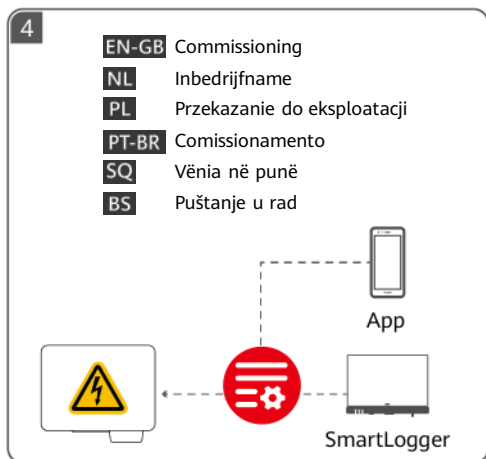 4
EN-GB Commissioning
NL Inbedrijfname
PL Przekazanie do eksploatacji
PT-BR Comissionamento
SQ Vënia në punë
BS Puštanje u rad
App
SmartLogger